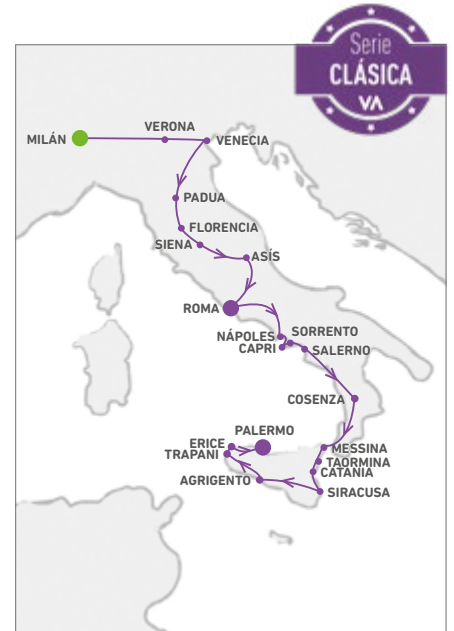 Serie
CLÁSICA
VA
MILÁN
VERONA
VENECIA
PADUA
FLORENCIA
SIENA
ASÍS
ROMA
NÁPOLES
SORRENTO
CAPRI
SALERNO
COSENZA
PALERMO
ERICE
TRAPANI
MESSINA
TAORMINA
CATANIA
AGRIGENTO
SIRACUSA